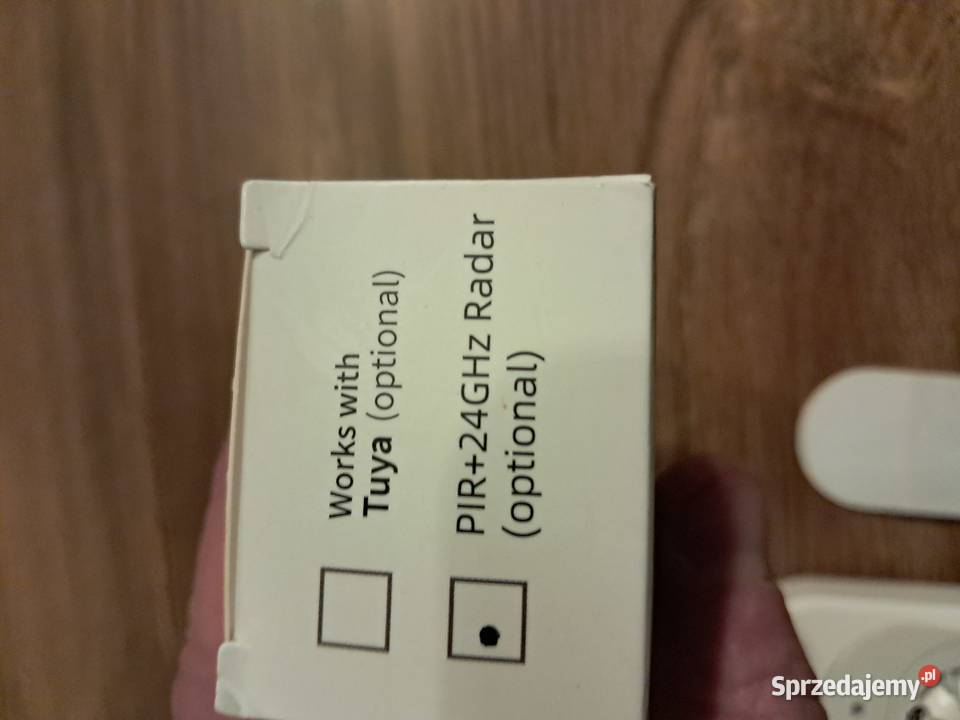 Works with
Tuya (optional)
PIR+24GHz Radar
(optional)
Sprzedajemy.pl